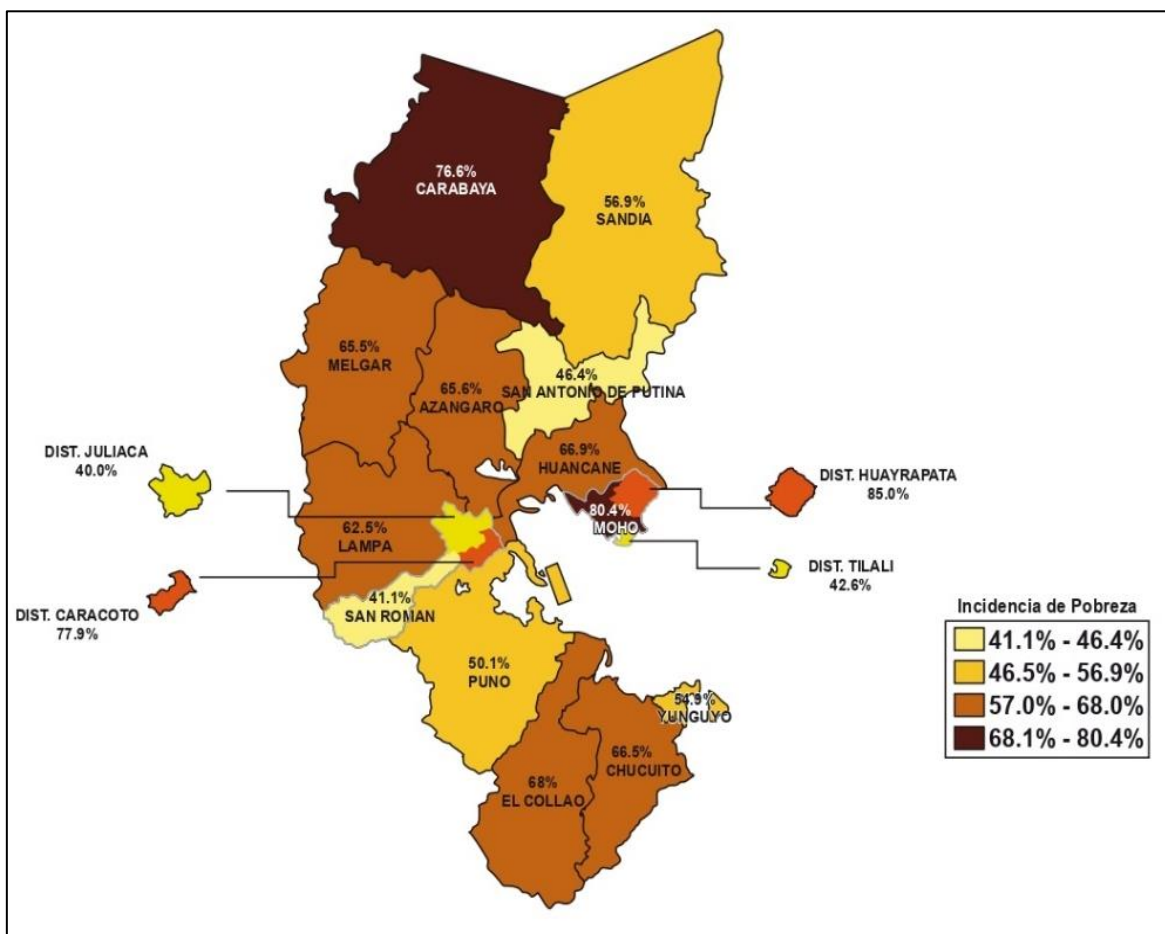 76.6%
CARABAYA
56.9%
SANDIA
65.5%
MELGAR
65.6%
AZANGARO
46.4%
SAN ANTONIO DE PUTINA
66.9%
HUANCANE
DIST. JULIACA
40.0%
DIST. HUAYRAPATA
85.0%
80.4%
MOHO
62.5%
LAMPA
DIST. TILALI
42.6%
DIST. CARACOTO
77.9%
41.1%
SAN ROMAN
50.1%
PUNO
54.9%
YUNGUYO
66.5%
CHUCUITO
68%
EL COLLAO
Incidencia de Pobreza
41.1% - 46.4%
46.5% - 56.9%
57.0% - 68.0%
68.1% - 80.4%